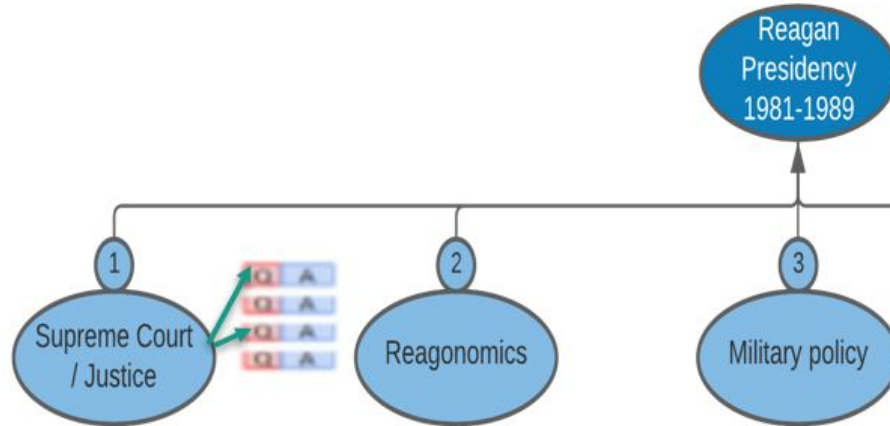 Reagan
Presidency
1981-1989
1
2
3
Q A
Q A
Q A
Q A
Supreme Court
/ Justice
Reagonomics
Military policy